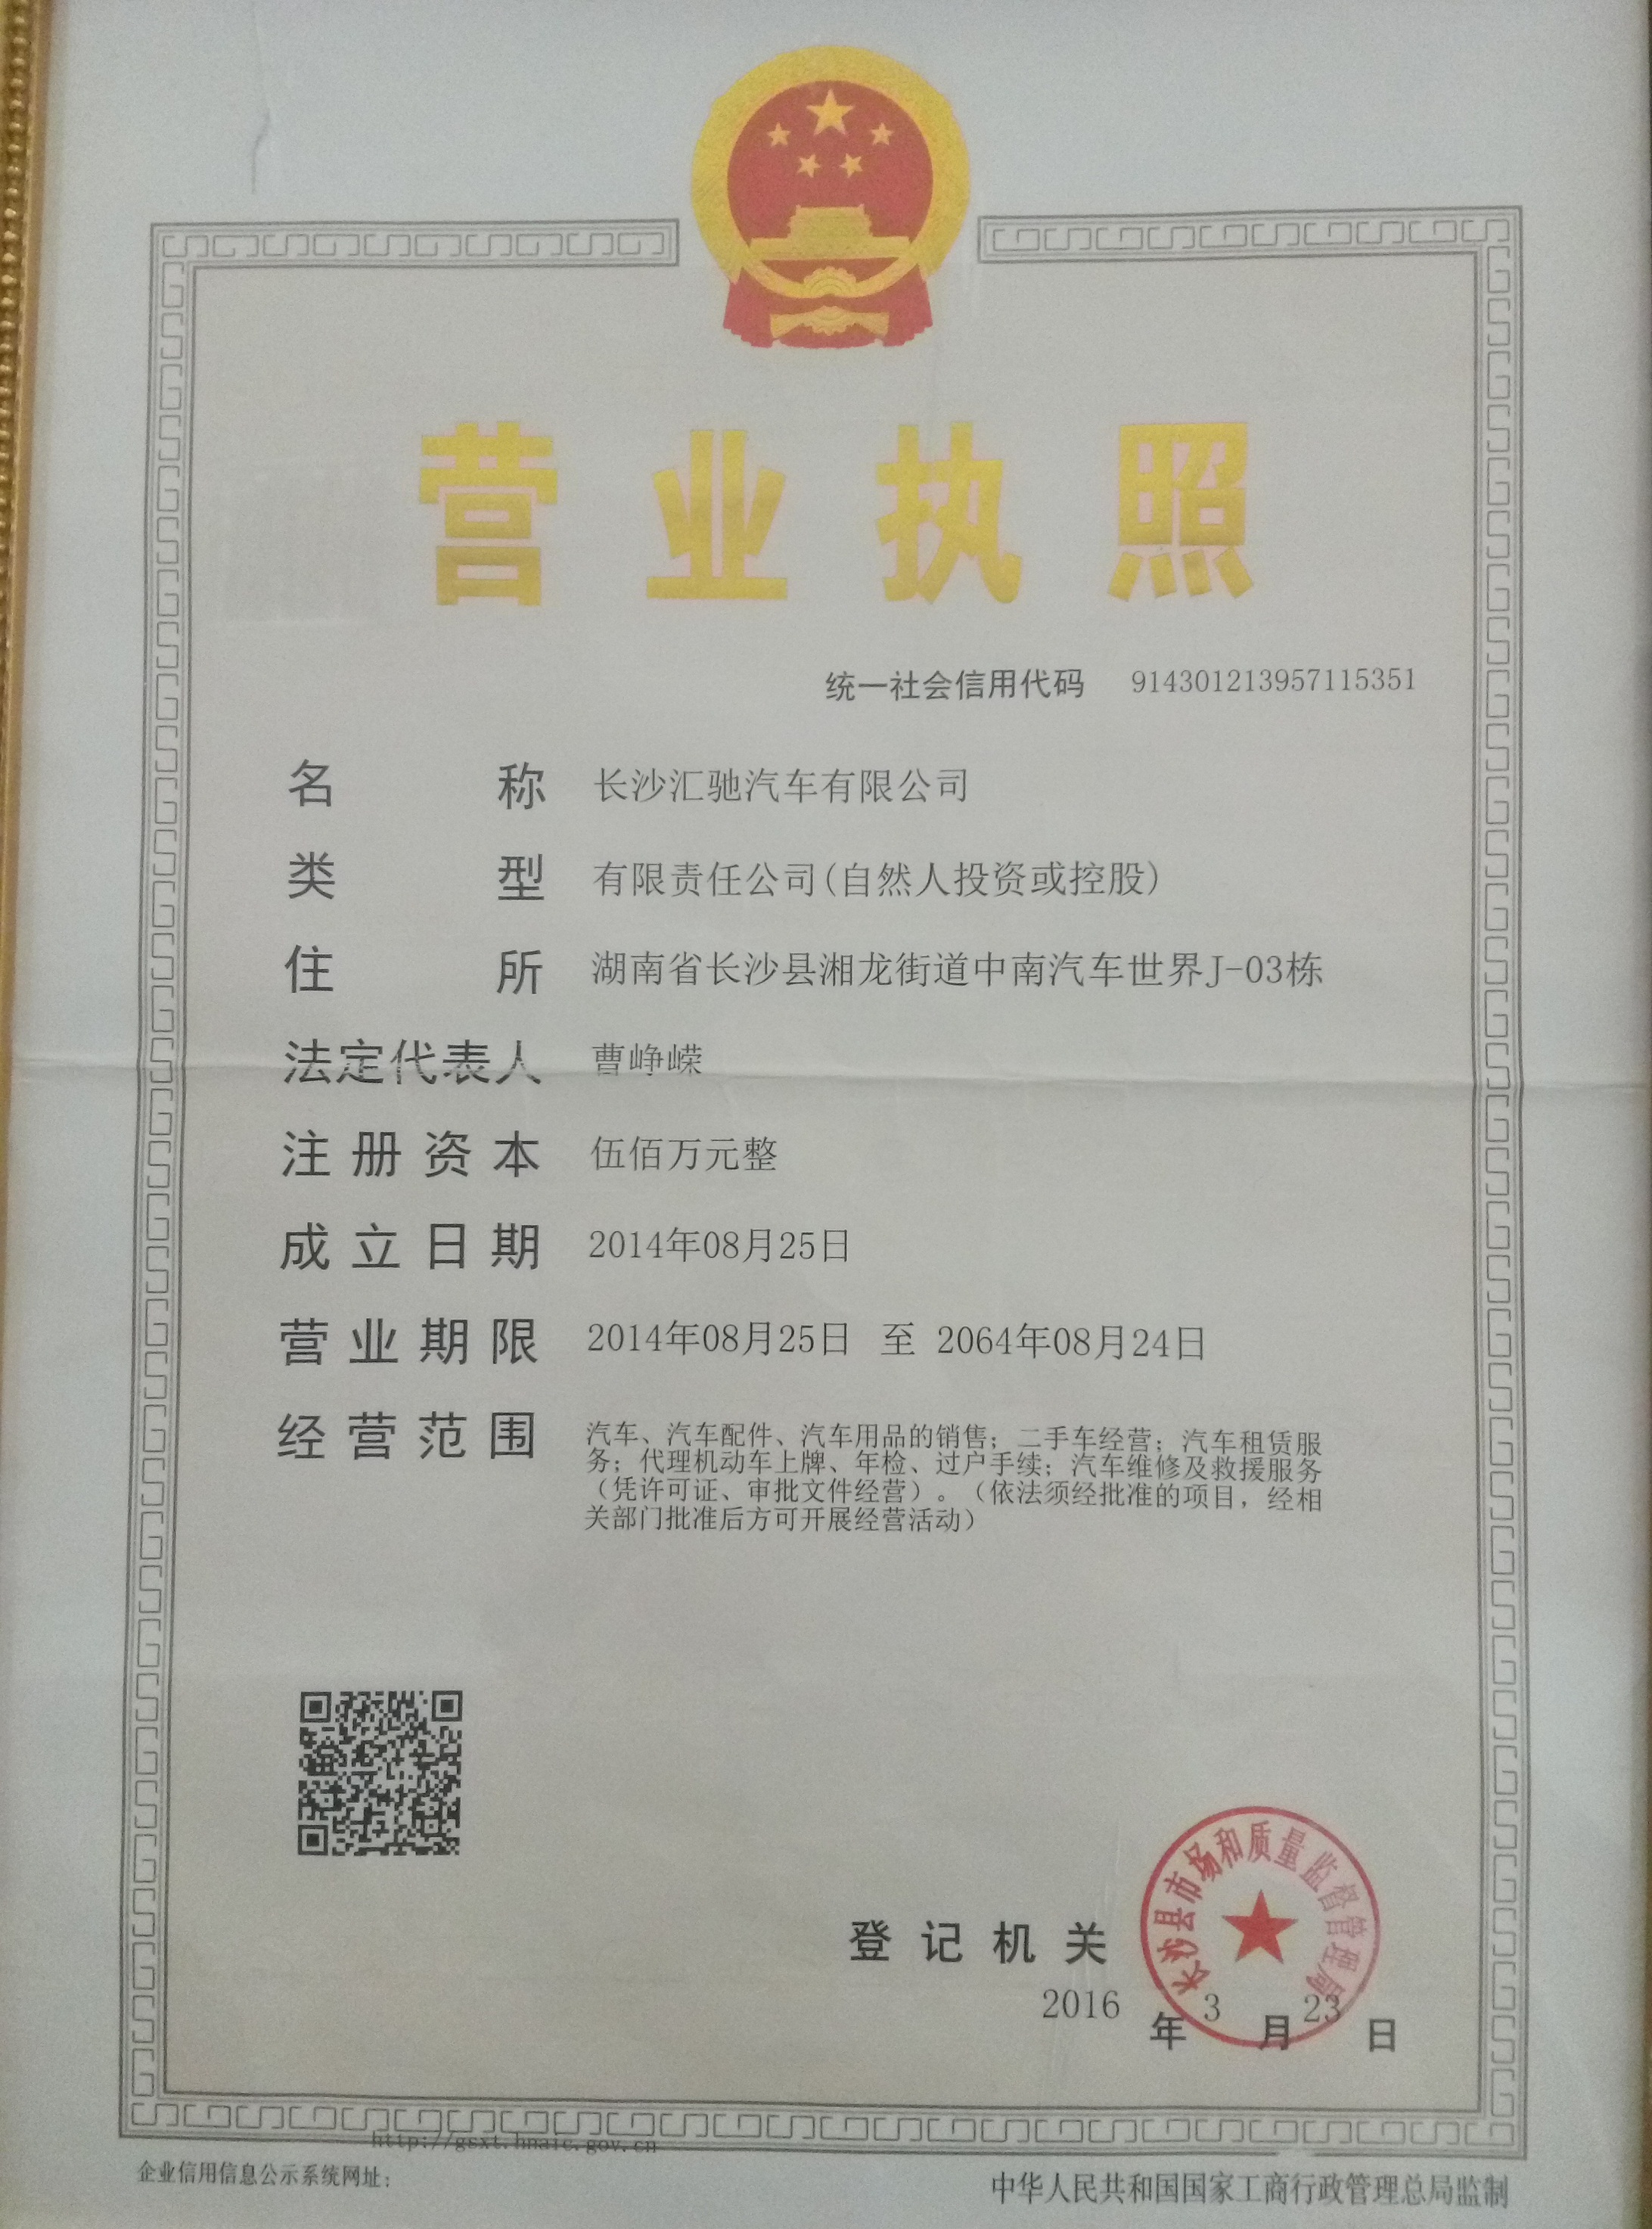 营业执照
统一社会信用代码 914301213957115351
名称 长沙汇驰汽车有限公司
类型 有限责任公司(自然人投资或控股)
住所 湖南省长沙县湘龙街道中南汽车世界J-03栋
法定代表人 曹峥嵘
注册资本 伍佰万元整
成立日期 2014年08月25日
营业期限 2014年08月25日 至 2064年08月24日
经营范围 汽车、汽车配件、汽车用品的销售；二手车经营；汽车租赁服
务；代理机动车上牌、年检、过户手续；汽车维修及救援服务
（凭许可证、审批文件经营）。（依法须经批准的项目，经相
关部门批准后方可开展经营活动）
长沙县市场和质量监督管理局
登记机关
2016年3月23日
http://gsxt.hnaic.gov.cn
企业信用信息公示系统网址：
中华人民共和国国家工商行政管理总局监制